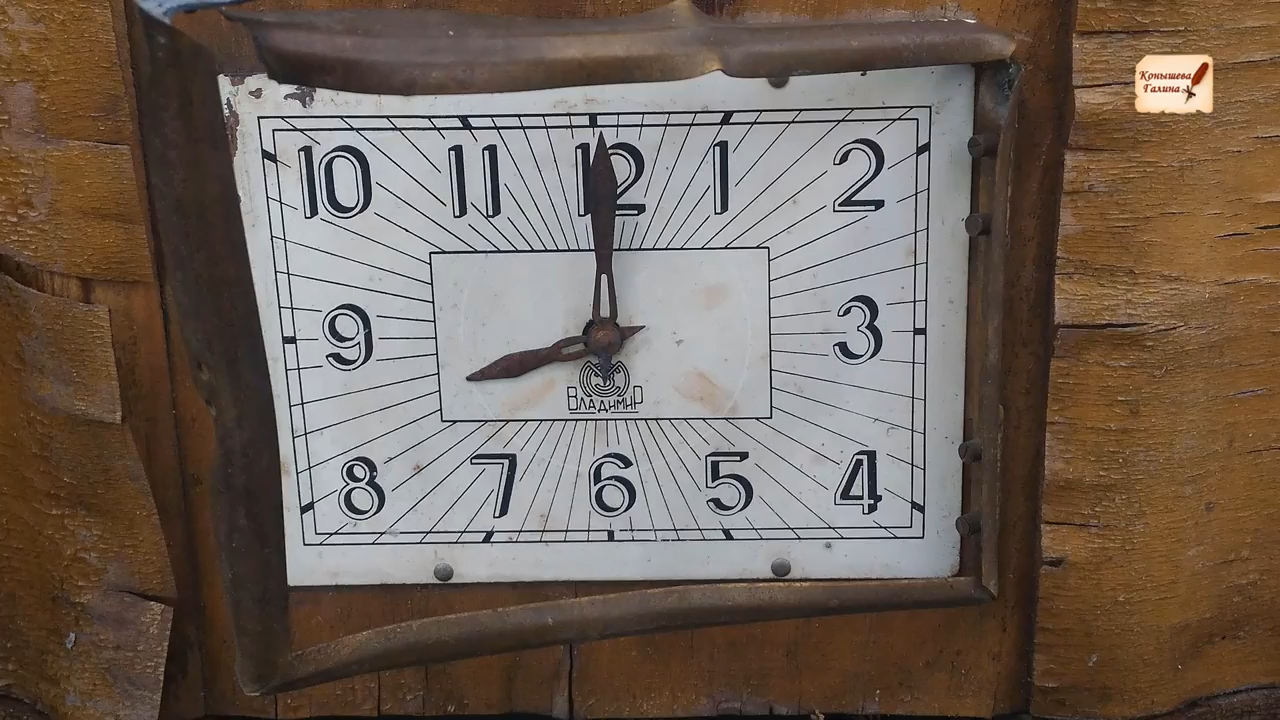 Конышева
Галина
10 11 12 1 2
9 3
ВЛАДИМИР
8 7 6 5 4